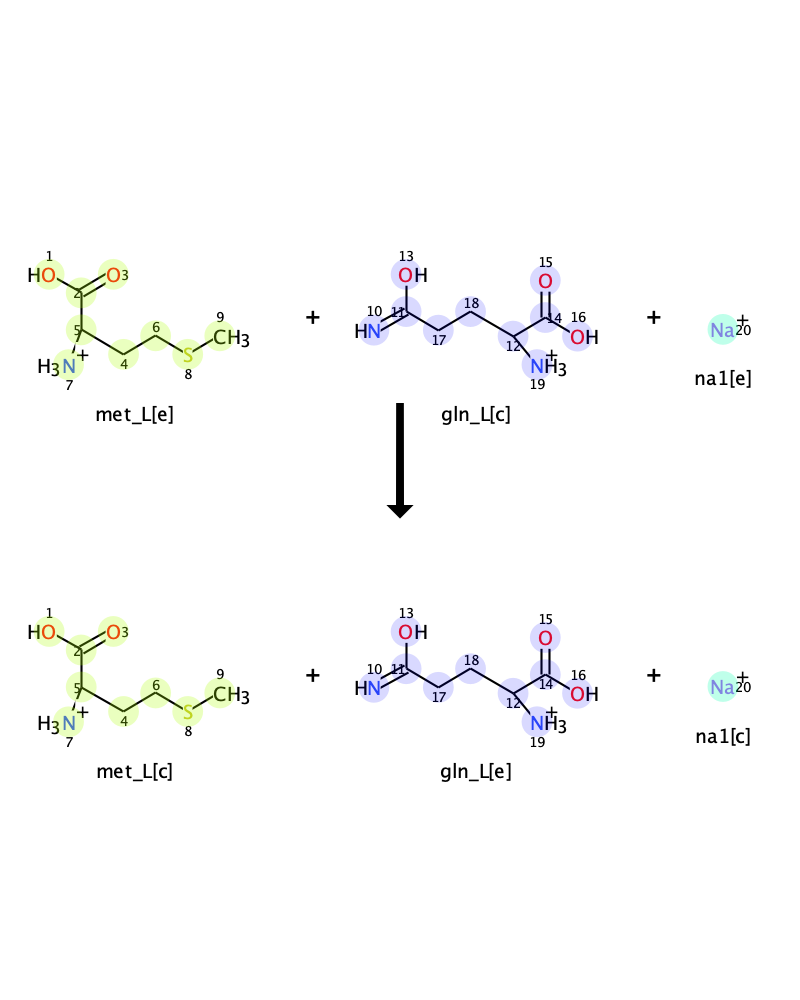 1 13 15
HO O 3 OH O
2 10 18
11 14 16
5 6 9 HN 17 OH Na + 20
H3N + 4 S CH3 12 NH3 +
7 8 19 na1[e]
+ +
met_L[e] gln_L[c]
1 13 15
HO O 3 OH O
2 10 18
11 14 16
5 6 9 HN 17 OH Na + 20
H3N + 4 S CH3 12 NH3 +
7 8 19 na1[c]
+ +
met_L[c] gln_L[e]